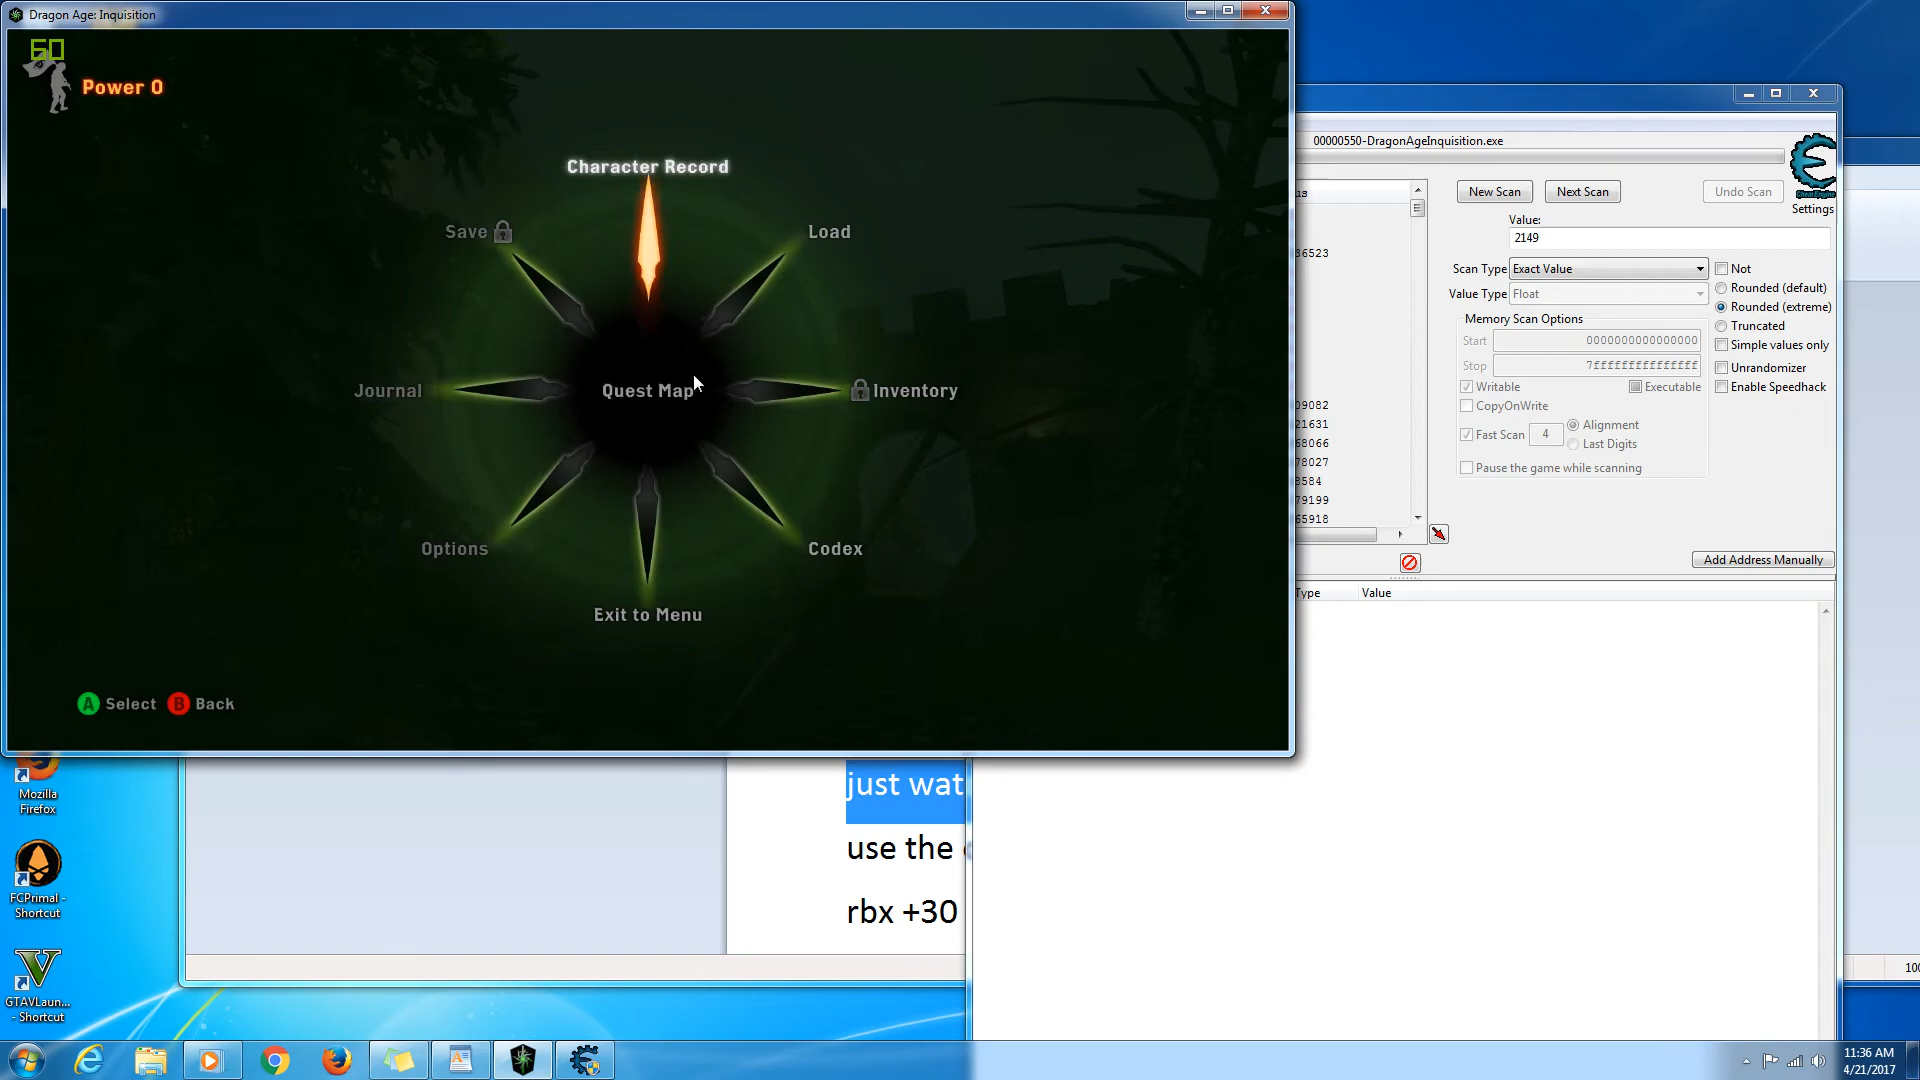 Dragon Age: Inquisition
60
Power 0
Character Record
Save
Load
Journal
Quest Map
Inventory
Options
Codex
Exit to Menu
A Select B Back
00000550-DragonAgeInquisition.exe
New Scan
Next Scan
Undo Scan
Settings
Value:
2149
Scan Type
Exact Value
Not
Value Type
Float
Rounded (default)
Rounded (extreme)
Truncated
Simple values only
Unrandomizer
Enable Speedhack
Memory Scan Options
Start
0000000000000000
Stop
7fffffffffffffff
Writable
Executable
CopyOnWrite
Fast Scan
4
Alignment
Last Digits
Pause the game while scanning
36523
09082
21631
68066
78027
8584
79199
65918
Add Address Manually
Type
Value
just wat
use the
rbx +30
Mozilla
Firefox
FCPrimal -
Shortcut
GTAVLaun...
- Shortcut
100
11:36 AM
4/21/2017